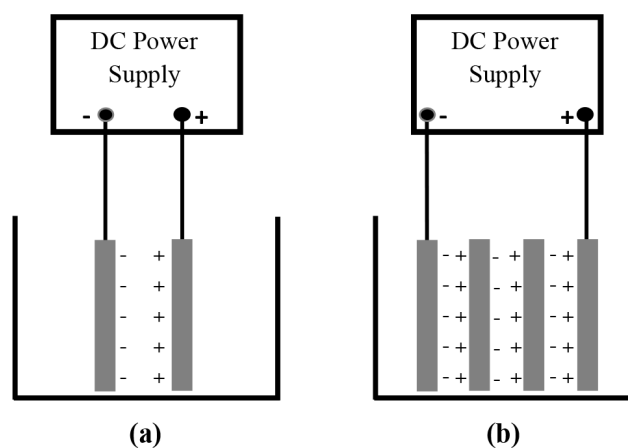 DC Power
Supply
- +
- +
- +
- +
- +
- +
(a)
DC Power
Supply
- +
- + - + - +
- + - + - +
- + - + - +
- + - + - +
- + - + - +
(b)